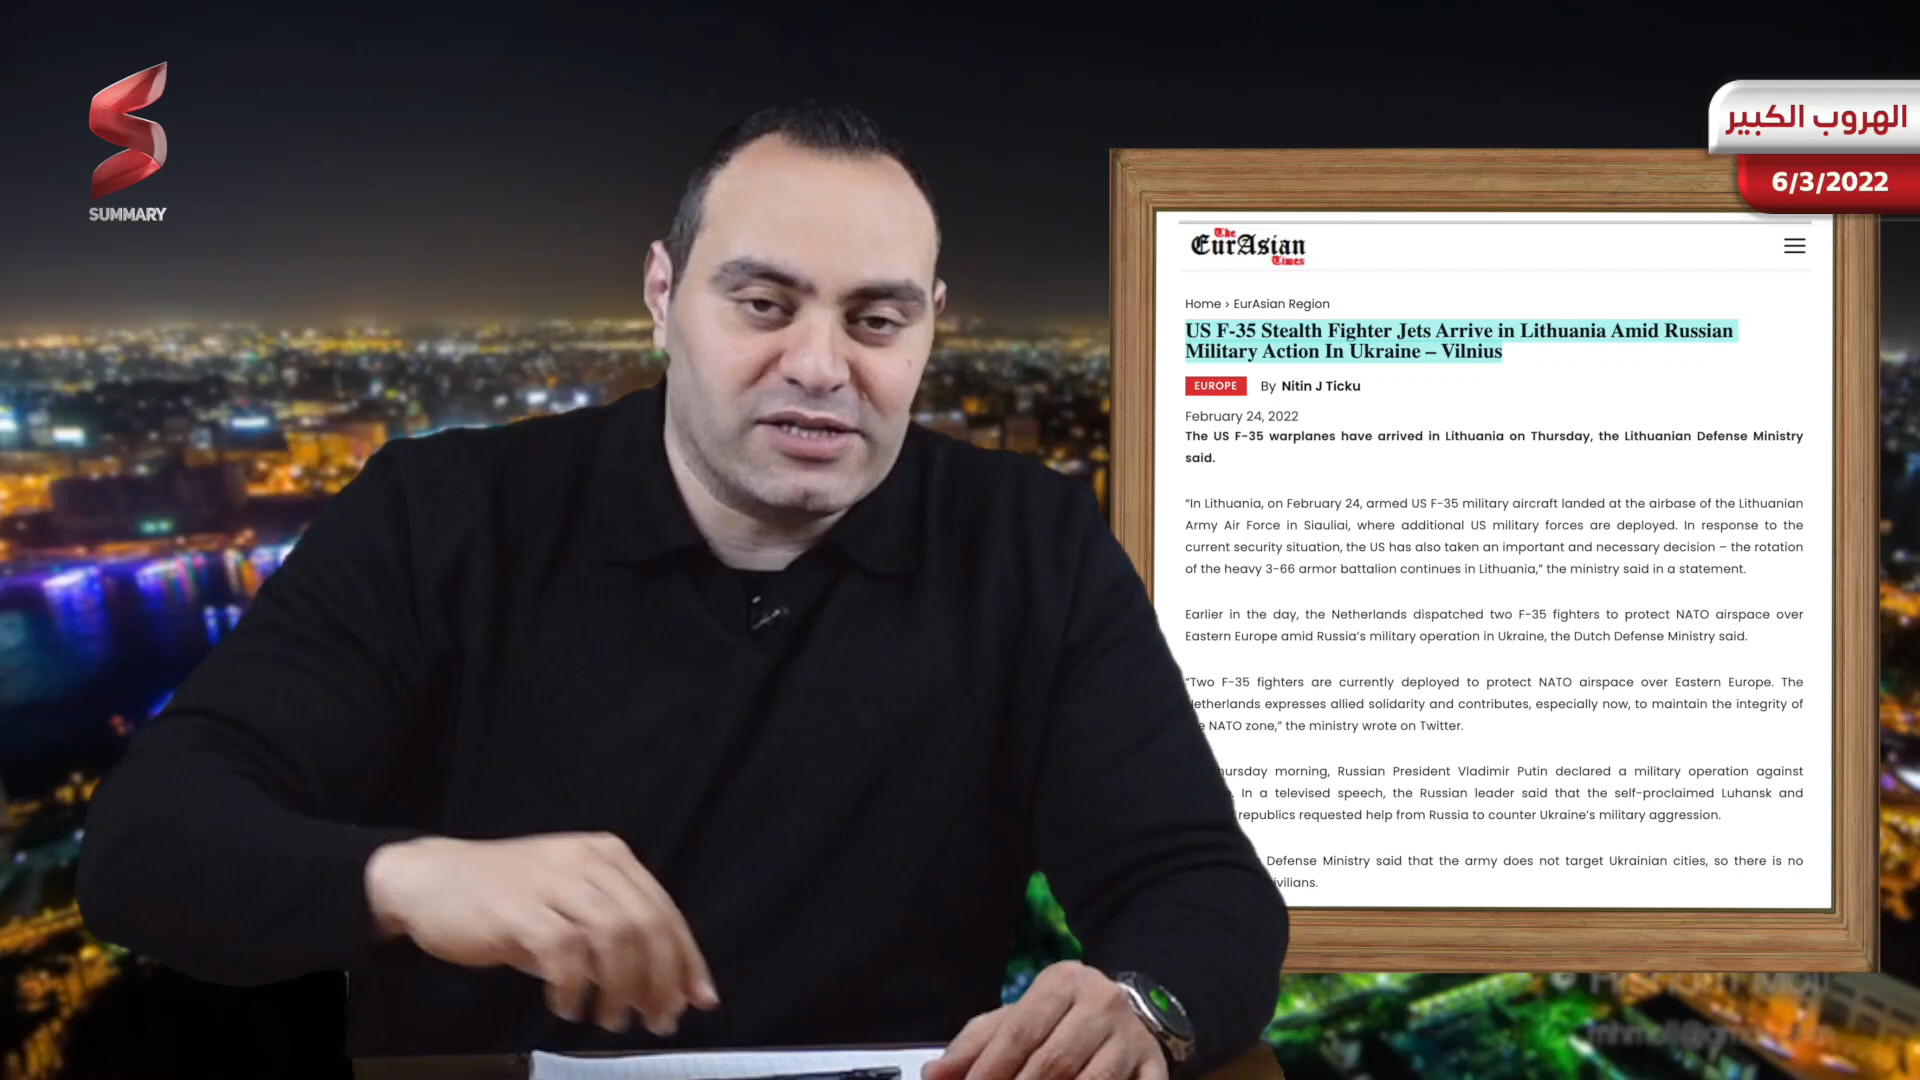 SUMMARY
الهروب الكبير
6/3/2022
The
EurAsian
Times
Home › EurAsian Region
US F-35 Stealth Fighter Jets Arrive in Lithuania Amid Russian
Military Action In Ukraine – Vilnius
EUROPE By Nitin J Ticku
February 24, 2022
The US F-35 warplanes have arrived in Lithuania on Thursday, the Lithuanian Defense Ministry
said.
“In Lithuania, on February 24, armed US F-35 military aircraft landed at the airbase of the Lithuanian
Army Air Force in Siauliai, where additional US military forces are deployed. In response to the
current security situation, the US has also taken an important and necessary decision – the rotation
of the heavy 3-66 armor battalion continues in Lithuania,” the ministry said in a statement.
Earlier in the day, the Netherlands dispatched two F-35 fighters to protect NATO airspace over
Eastern Europe amid Russia’s military operation in Ukraine, the Dutch Defense Ministry said.
“Two F-35 fighters are currently deployed to protect NATO airspace over Eastern Europe. The
Netherlands expresses allied solidarity and contributes, especially now, to maintain the integrity of
NATO zone,” the ministry wrote on Twitter.
morning, Russian President Vladimir Putin declared a military operation against
In a televised speech, the Russian leader said that the self-proclaimed Luhansk and
republics requested help from Russia to counter Ukraine’s military aggression.
Defense Ministry said that the army does not target Ukrainian cities, so there is no